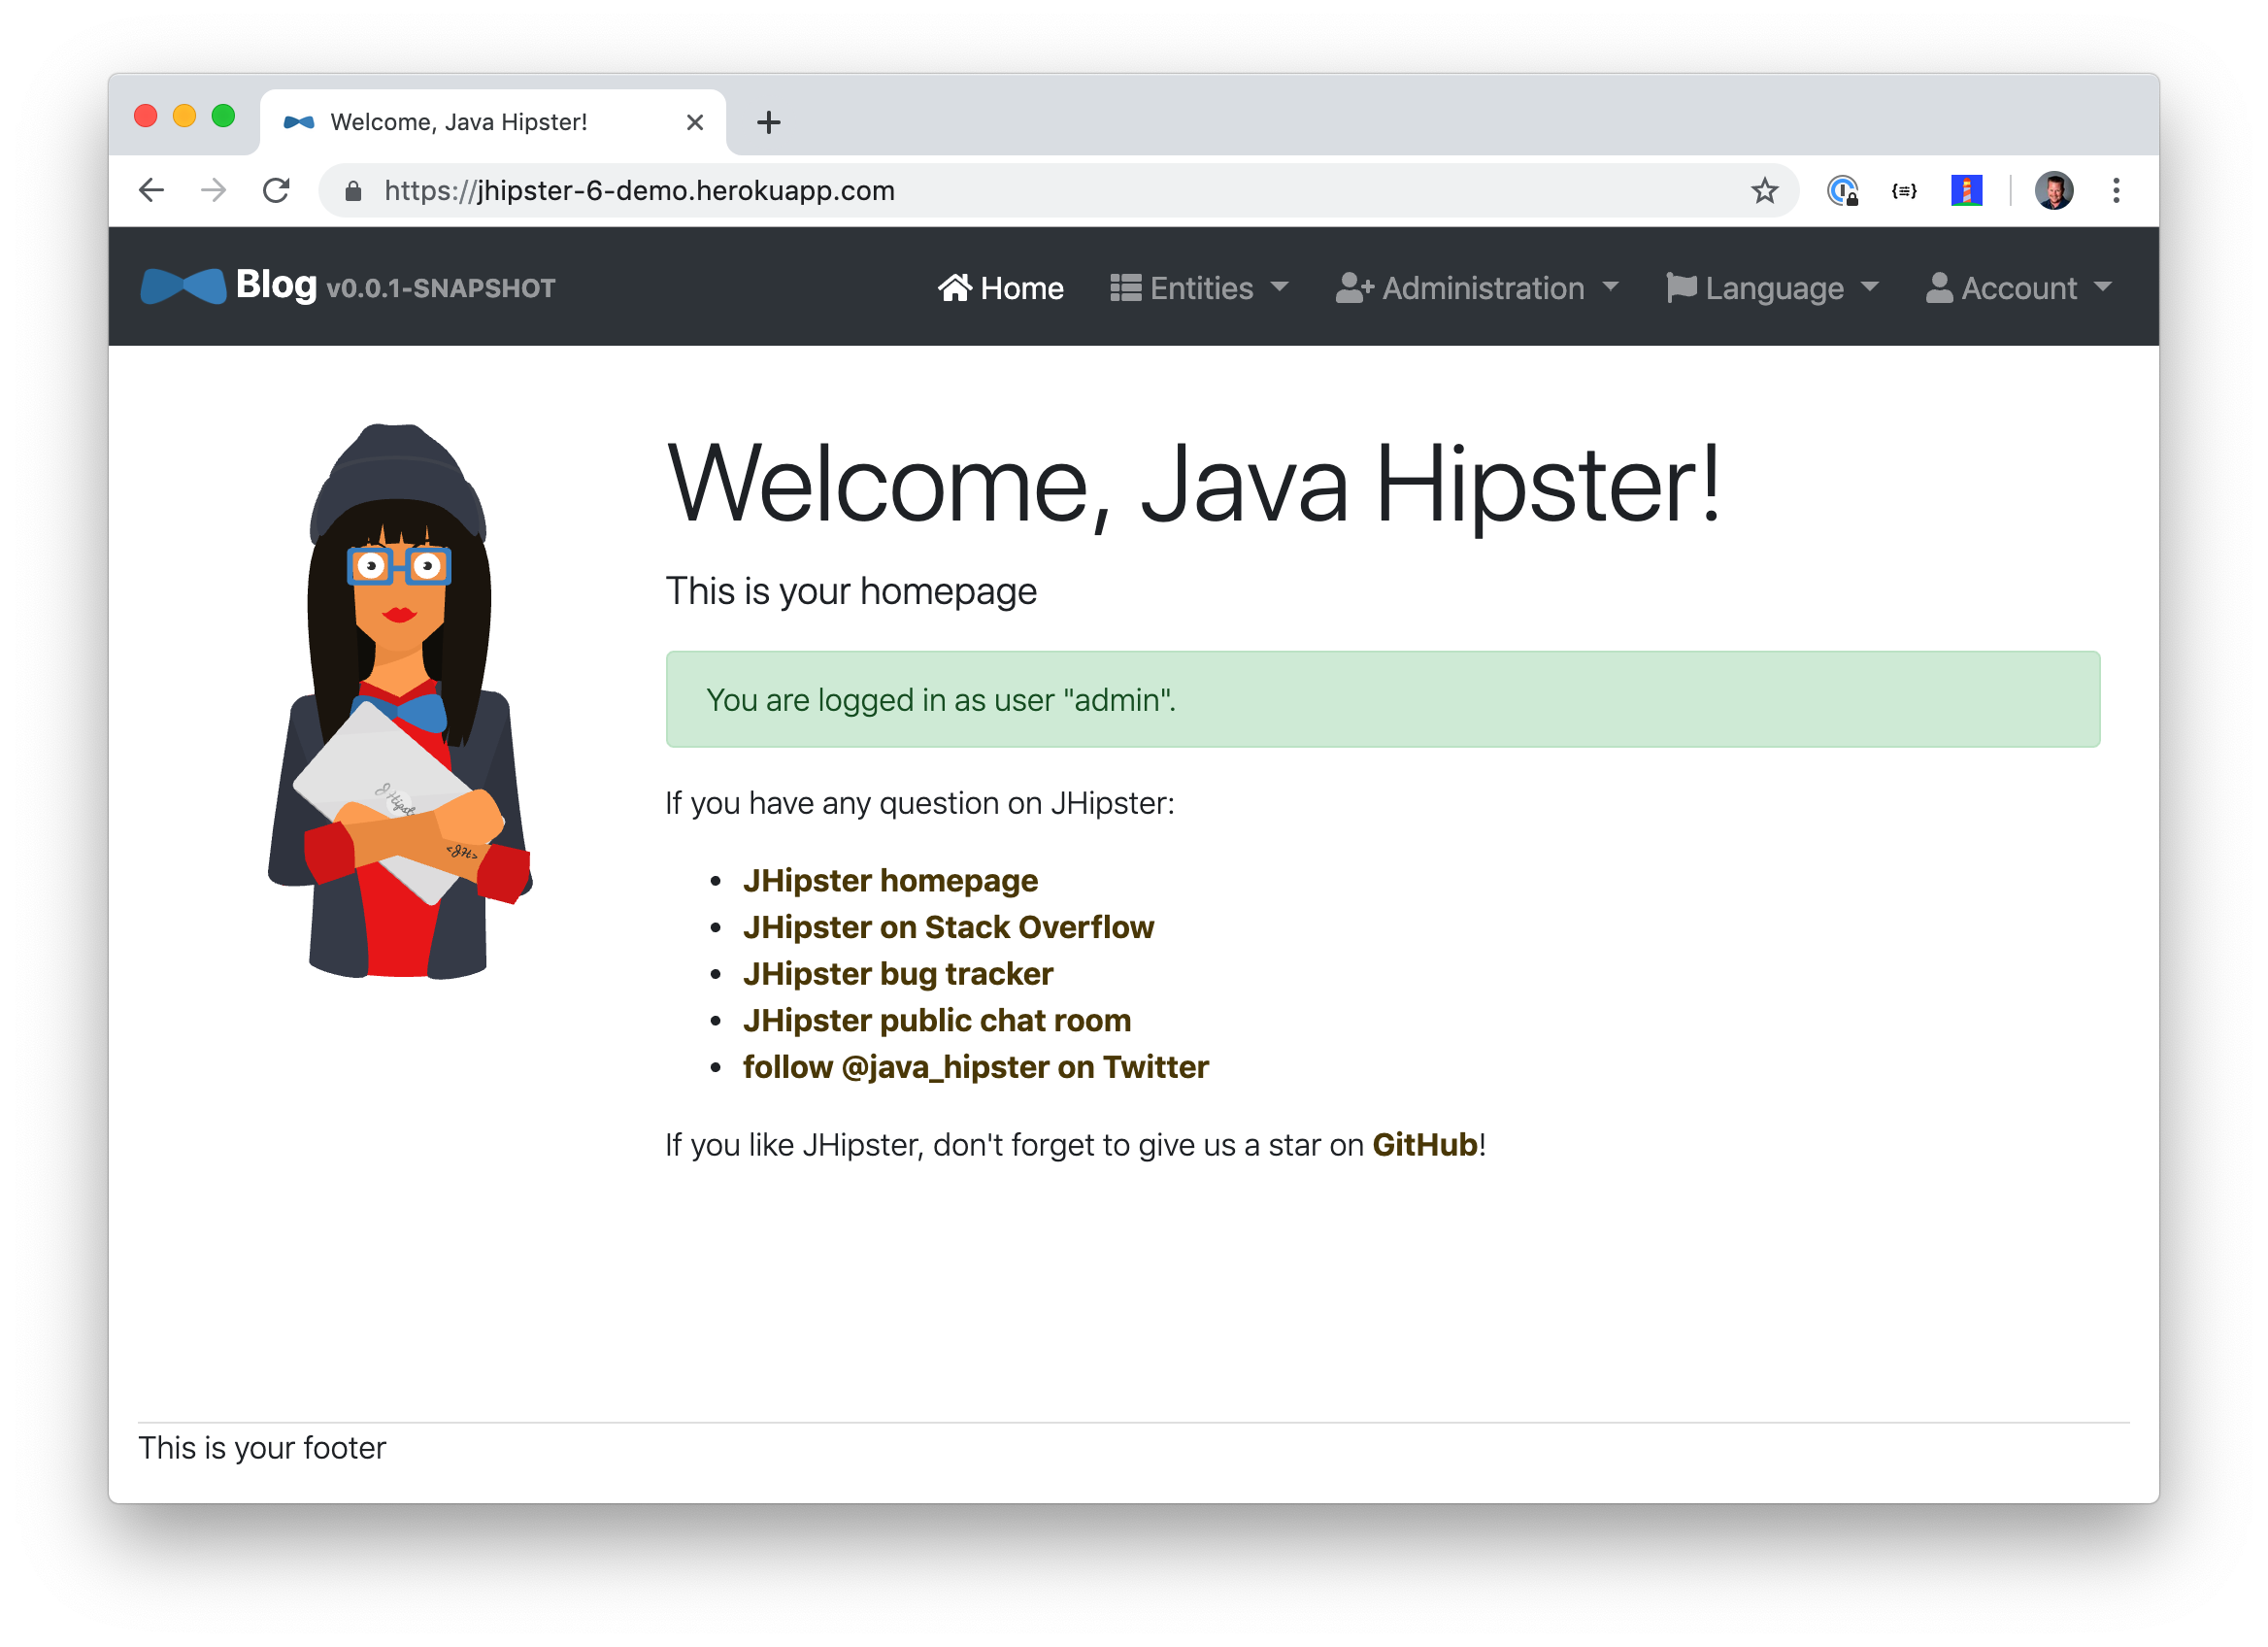 Welcome, Java Hipster!
https://jhipster-6-demo.herokuapp.com
Blog v0.0.1-SNAPSHOT Home Entities Administration Language Account
Welcome, Java Hipster!
This is your homepage
You are logged in as user "admin".
If you have any question on JHipster:
JHipster homepage
JHipster on Stack Overflow
JHipster bug tracker
JHipster public chat room
follow @java_hipster on Twitter
<JH>
If you like JHipster, don't forget to give us a star on GitHub!
This is your footer